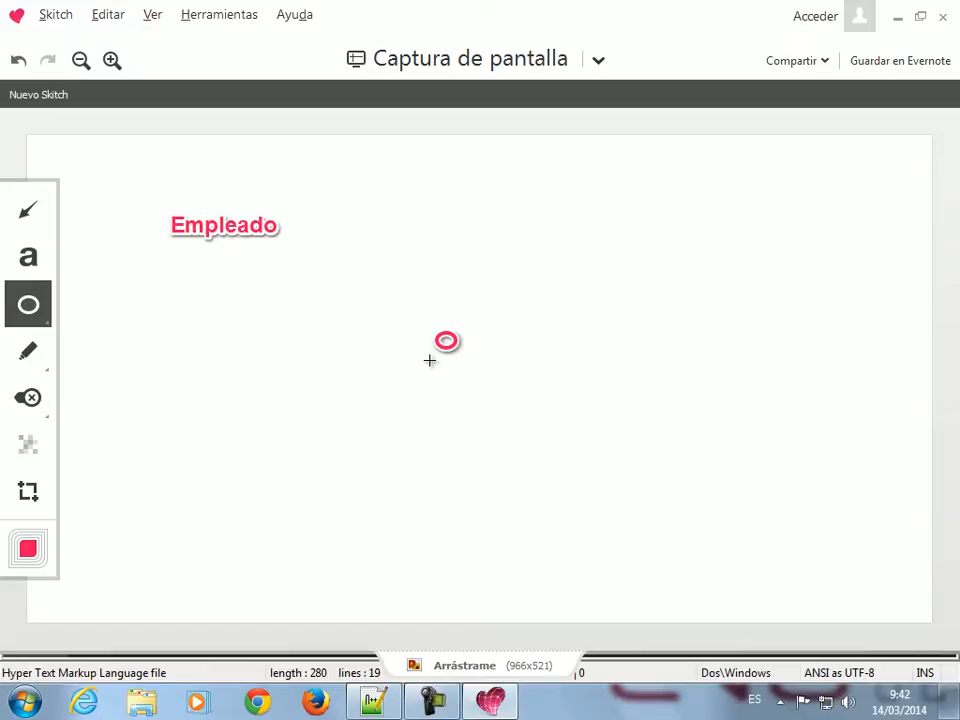 Skitch Editar Ver Herramientas Ayuda Acceder
Captura de pantalla Compartir Guardar en Evernote
Nuevo Skitch
Empleado
a
Arrástrame (966x521)
Hyper Text Markup Language file length : 280 lines : 19 0 Dos\Windows ANSI as UTF-8 INS
ES 9:42
14/03/2014